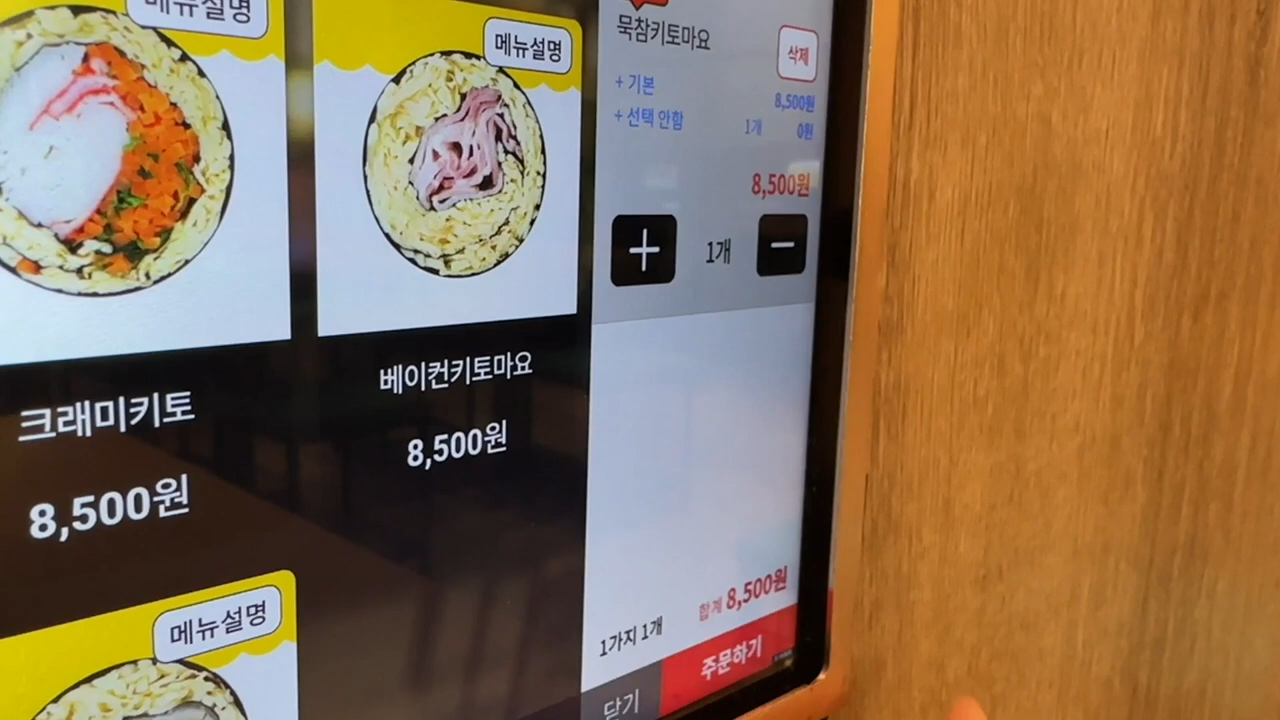 메뉴설명
메뉴설명
크래미키토
8,500원
베이컨키토마요
8,500원
메뉴설명
묵참키토마요
삭제
+ 기본
8,500원
+ 선택 안함 1개 0원
8,500원
+ 1개 −
합계 8,500원
1가지 1개
닫기
주문하기